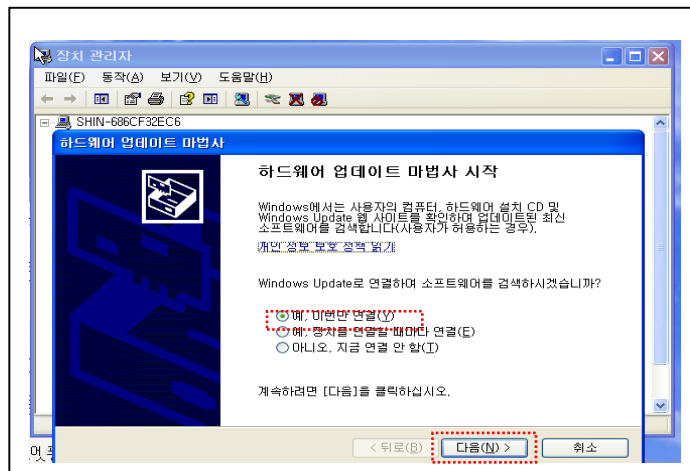 장치 관리자
파일(F) 동작(A) 보기(V) 도움말(H)
SHIN-686CF32EC6
하드웨어 업데이트 마법사
하드웨어 업데이트 마법사 시작
Windows에서는 사용자의 컴퓨터, 하드웨어 설치 CD 및
Windows Update 웹 사이트를 확인하여 업데이트된 최신
소프트웨어를 검색합니다(사용자가 허용하는 경우).
개인 정보 보호 정책 읽기
Windows Update로 연결하여 소프트웨어를 검색하시겠습니까?
예, 이번만 연결(Y)
예, 장치를 연결할 때마다 연결(E)
아니오, 지금 연결 안 함(T)
계속하려면 [다음]을 클릭하십시오.
< 뒤로(B) 다음(N) > 취소